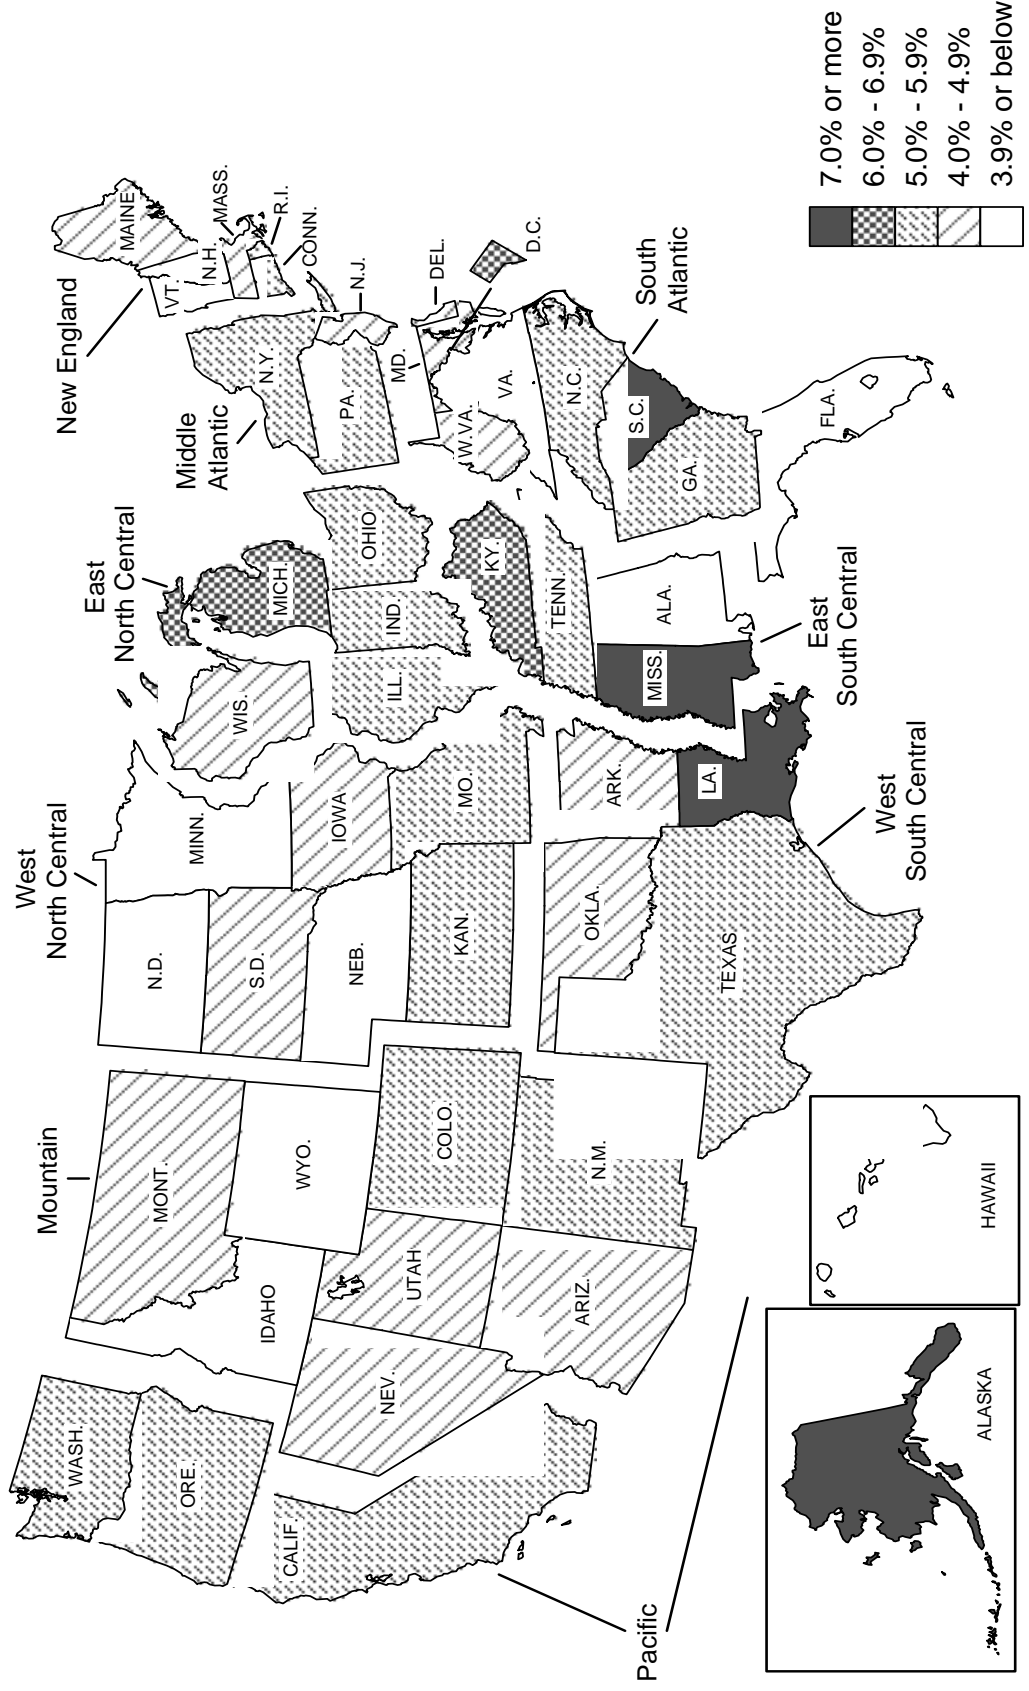 Pacific
Mountain
West
North Central
East
North Central
Middle
Atlantic
New England
WASH.
ORE.
CALIF.
NEV.
IDAHO
MONT.
WYO.
UTAH
ARIZ.
COLO.
N.M.
N.D.
S.D.
NEB.
KAN.
OKLA.
TEXAS
MINN.
IOWA
MO.
ARK.
LA.
WIS.
ILL.
MICH.
IND.
OHIO
KY.
TENN.
MISS.
ALA.
GA.
FLA.
S.C.
N.C.
VA.
W.VA.
MD.
DEL.
D.C.
PA.
N.J.
N.Y.
CONN.
R.I.
MASS.
VT.
N.H.
MAINE
South
Atlantic
East
South Central
West
South Central
ALASKA
HAWAII
7.0% or more
6.0% - 6.9%
5.0% - 5.9%
4.0% - 4.9%
3.9% or below